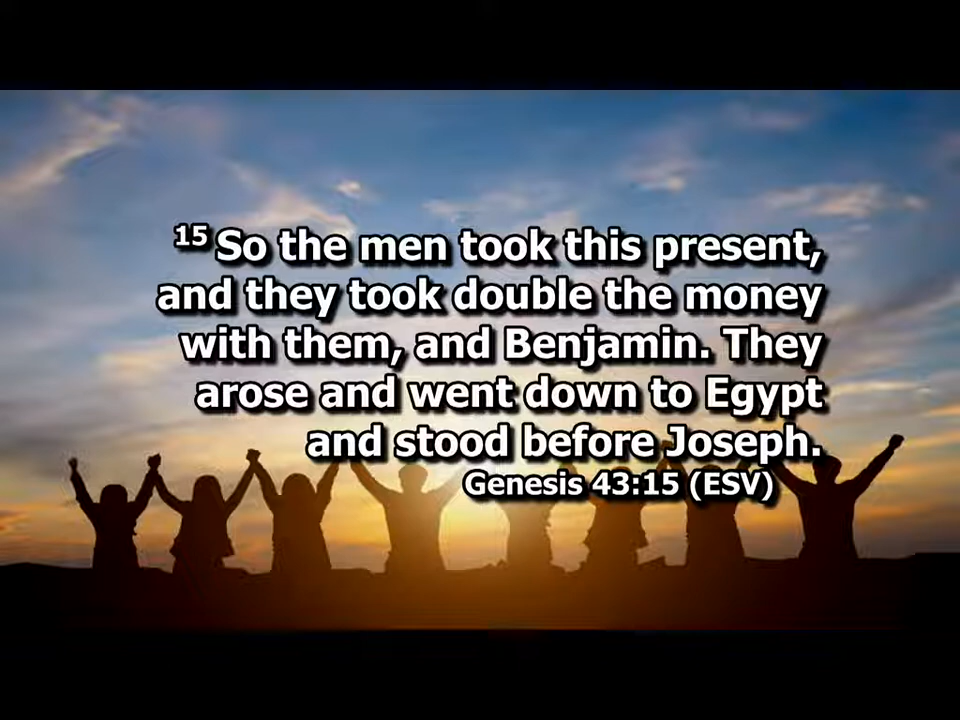 15 So the men took this present,
and they took double the money
with them, and Benjamin. They
arose and went down to Egypt
and stood before Joseph.
Genesis 43:15 (ESV)